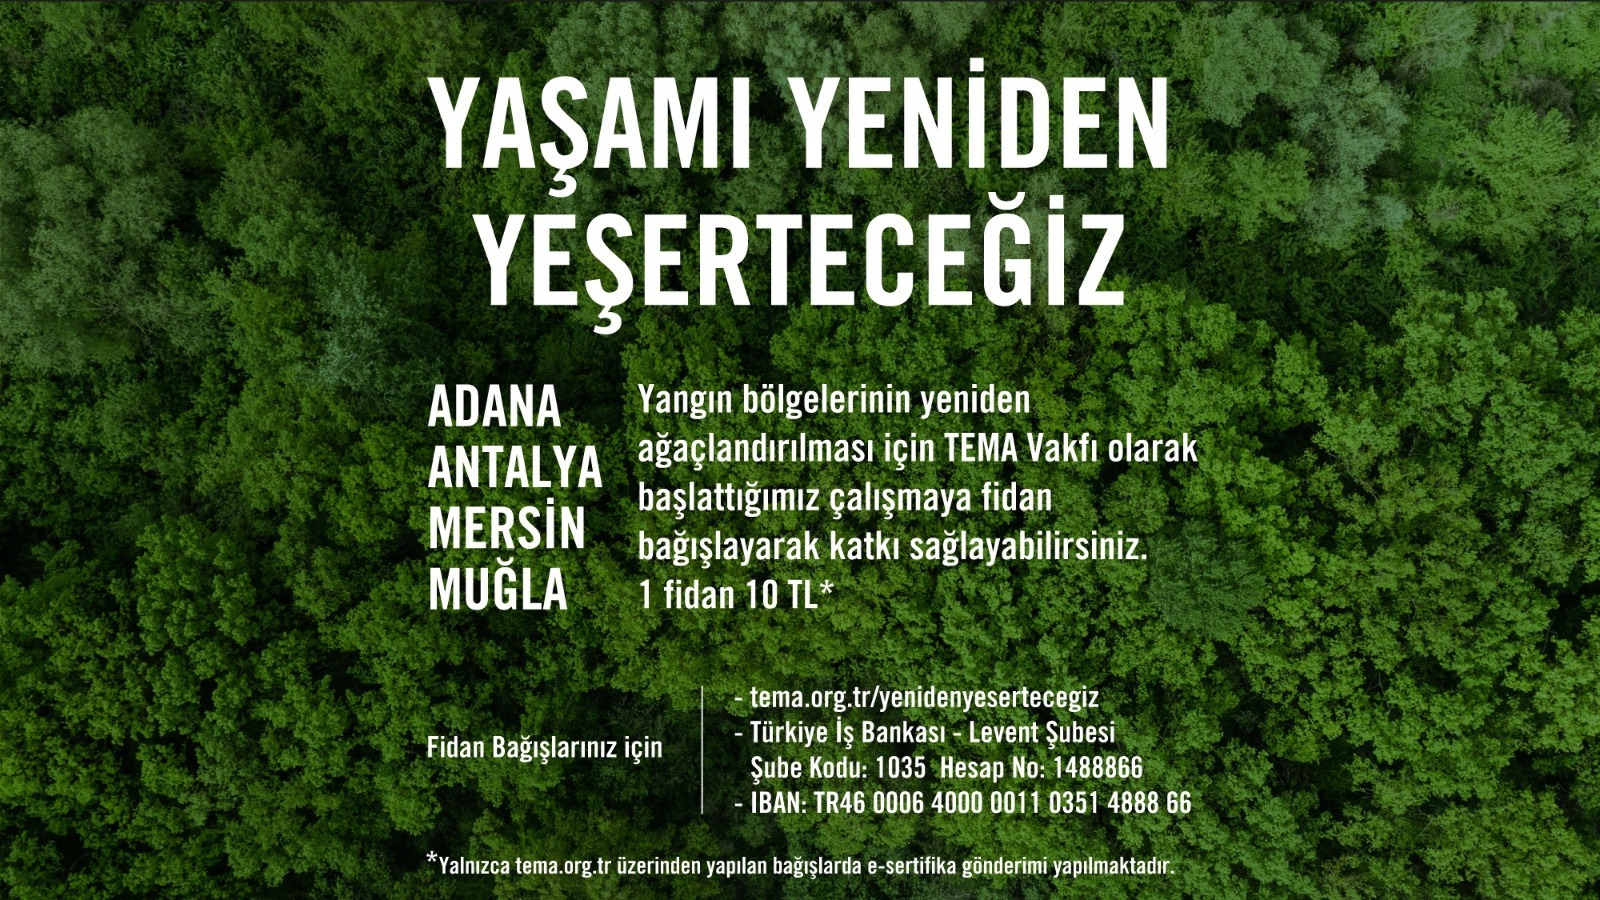 YAŞAMI YENİDEN
YEŞERTECEĞİZ
ADANA
ANTALYA
MERSİN
MUĞLA
Yangın bölgelerinin yeniden
ağaçlandırılması için TEMA Vakfı olarak
başlattığımız çalışmaya fidan
bağışlayarak katkı sağlayabilirsiniz.
1 fidan 10 TL*
Fidan Bağışlarınız için
- tema.org.tr/yenidenyesertecegiz
- Türkiye İş Bankası - Levent Şubesi
Şube Kodu: 1035 Hesap No: 1488866
- IBAN: TR46 0006 4000 0011 0351 4888 66
*Yalnızca tema.org.tr üzerinden yapılan bağışlarda e-sertifika gönderimi yapılmaktadır.